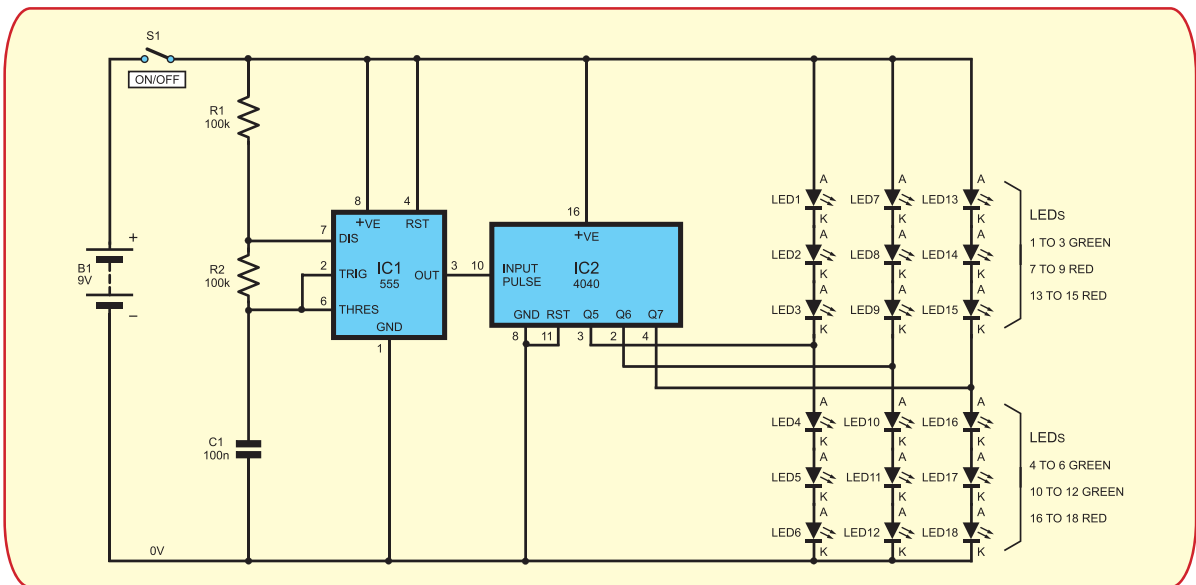 S1
ON/OFF
R1
100k
8
4
+VE
RST
7
DIS
R2
100k
2
TRIG
IC1
555
OUT
3
6
THRES
GND
1
B1
9V
+
−
C1
100n
0V
16
+VE
10
INPUT
PULSE
IC2
4040
GND
RST
Q5
Q6
Q7
8
11
3
2
4
A
A
A
LED1
LED7
LED13
K
K
K
A
A
A
LED2
LED8
LED14
K
K
K
A
A
A
LED3
LED9
LED15
K
K
K
LEDs
1 TO 3 GREEN
7 TO 9 RED
13 TO 15 RED
A
A
A
LED4
LED10
LED16
K
K
K
A
A
A
LED5
LED11
LED17
K
K
K
A
A
A
LED6
LED12
LED18
K
K
K
LEDs
4 TO 6 GREEN
10 TO 12 GREEN
16 TO 18 RED